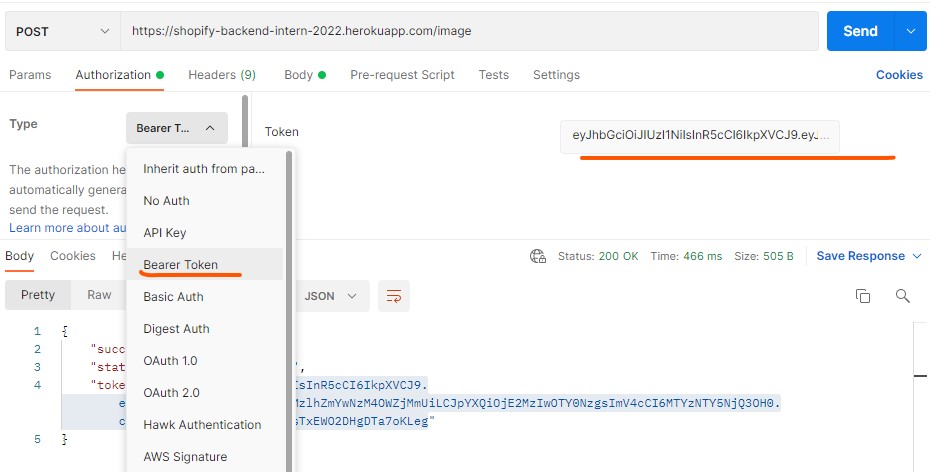 POST https://shopify-backend-intern-2022.herokuapp.com/image Send
Params Authorization Headers (9) Body Pre-request Script Tests Settings Cookies
Type Bearer T... Token eyJhbGciOiJIUzI1NiIsInR5cCI6IkpXVCJ9.eyJ...
The authorization he
automatically genera
send the request.
Learn more about au
Inherit auth from pa...
No Auth
API Key
Bearer Token
Basic Auth
Digest Auth
OAuth 1.0
OAuth 2.0
Hawk Authentication
AWS Signature
Body Cookies He Status: 200 OK Time: 466 ms Size: 505 B Save Response
Pretty Raw JSON
1 {
2 "succ
3 "stat ",
4 "toke IsInR5cCI6IkpXVCJ9.
e MzlhZmYwNzM4OWZjMmUiLCJpYXQiOjE2MzIwOTY0NzgsImV4cCI6MTYzNTY5NjQ3OH0.
c sTxEWO2DHgDTa7oKLeg"
5 }